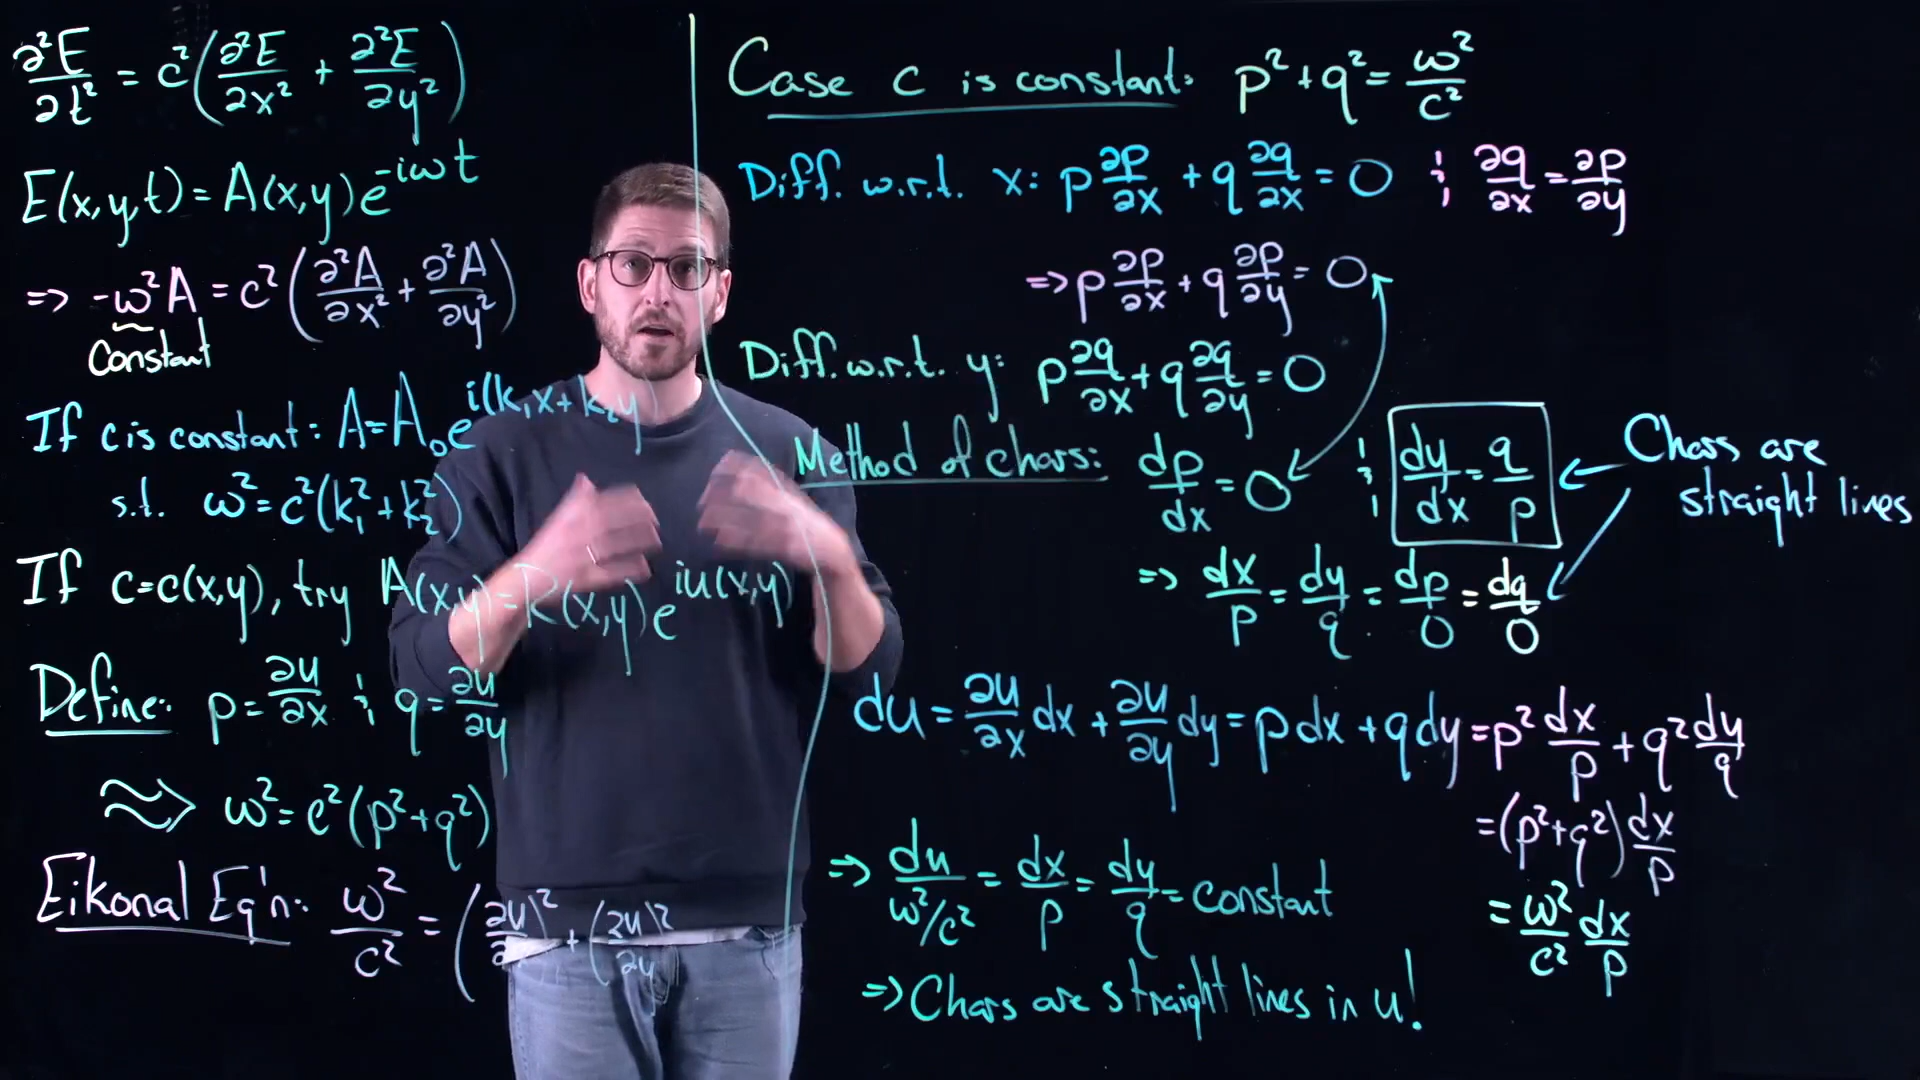 ∂²E/∂t² = c²(∂²E/∂x² + ∂²E/∂y²)
E(x,y,t) = A(x,y)e^{-iωt}
=> -ω²A = c²(∂²A/∂x² + ∂²A/∂y²)
Constant
If c is constant: A = A₀e^{i(k₁x + k₂y)}
s.t. ω² = c²(k₁² + k₂²)
If c=c(x,y), try A(x,y) = R(x,y)e^{iu(x,y)}
Define: p = ∂u/∂x & q = ∂u/∂y
≈> ω² = c²(p²+q²)
Eikonal Eq'n: ω²/c² = (∂u/∂x)² + (∂u/∂y)²
Case c is constant: p² + q² = ω²/c²
Diff. w.r.t. x: p ∂p/∂x + q ∂q/∂x = 0 & ∂q/∂x = ∂p/∂y
=> p ∂p/∂x + q ∂p/∂y = 0
Diff. w.r.t. y: p ∂q/∂x + q ∂q/∂y = 0
Method of chars: dp/dx = 0 & dy/dx = q/p
Chars are
straight lines
=> dx/p = dy/q = dp/0 = dq/0
du = ∂u/∂x dx + ∂u/∂y dy = p dx + q dy = p² dx/p + q² dy/q
= (p²+q²) dx/p
= ω²/c² dx/p
=> du/(ω²/c²) = dx/p = dy/q = constant
=> Chars are straight lines in u!